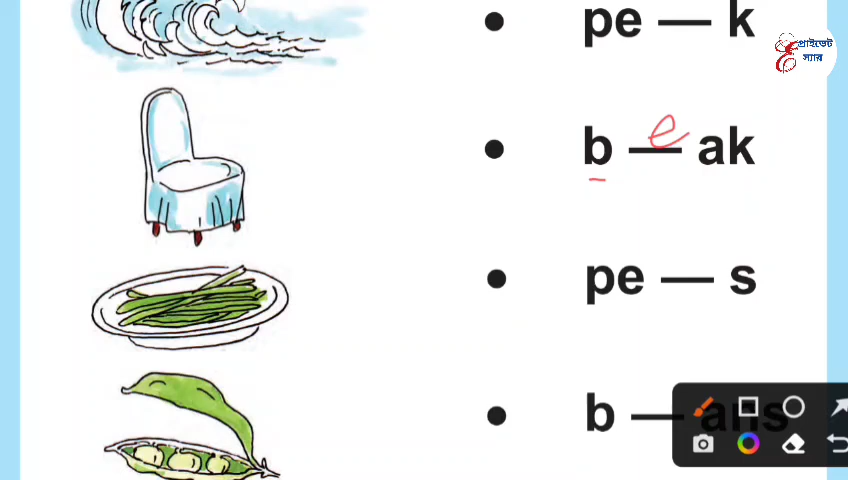 pe — k
প্রাইভেট
স্যার
b — ak
e
pe — s
b — ans